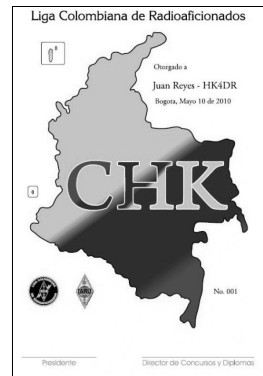 Liga Colombiana de Radioaficionados
Otorgado a
Juan Reyes - HK4DR
Bogota, Mayo 10 de 2010
CHK
IARU
No. 001
Presidente
Director de Concursos y Diplomas